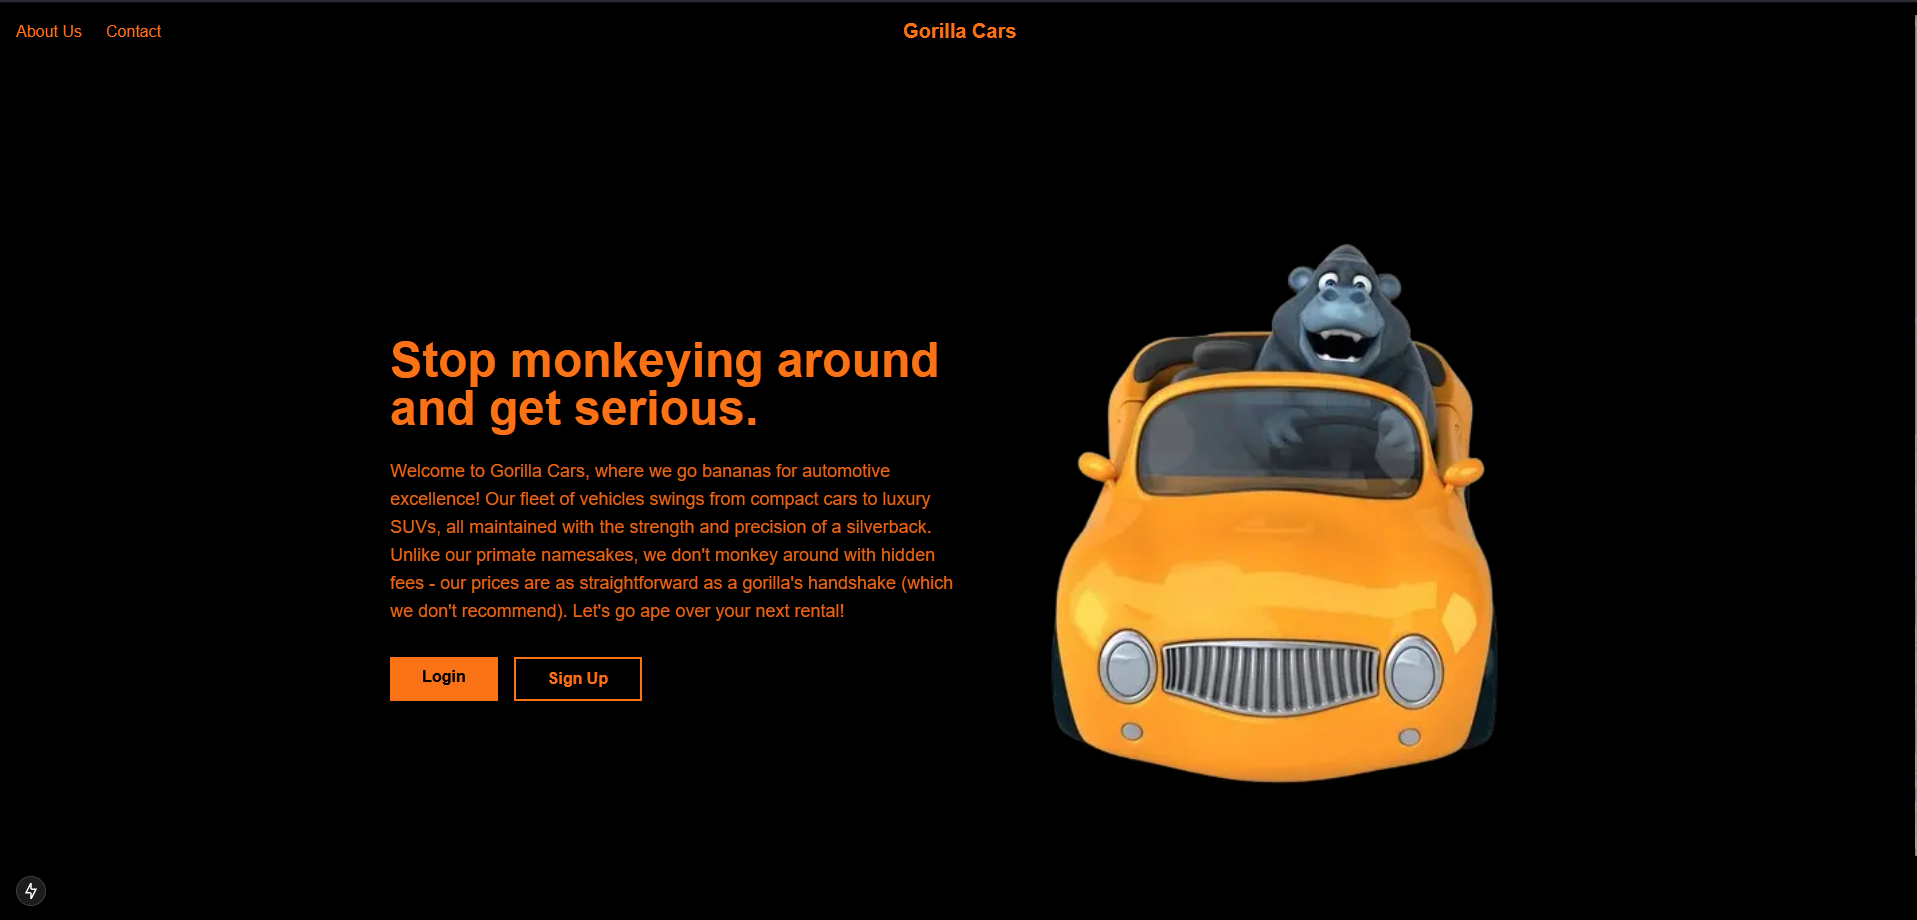 About Us
Contact
Gorilla Cars
Stop monkeying around
and get serious.
Welcome to Gorilla Cars, where we go bananas for automotive
excellence! Our fleet of vehicles swings from compact cars to luxury
SUVs, all maintained with the strength and precision of a silverback.
Unlike our primate namesakes, we don't monkey around with hidden
fees - our prices are as straightforward as a gorilla's handshake (which
we don't recommend). Let's go ape over your next rental!
Login
Sign Up